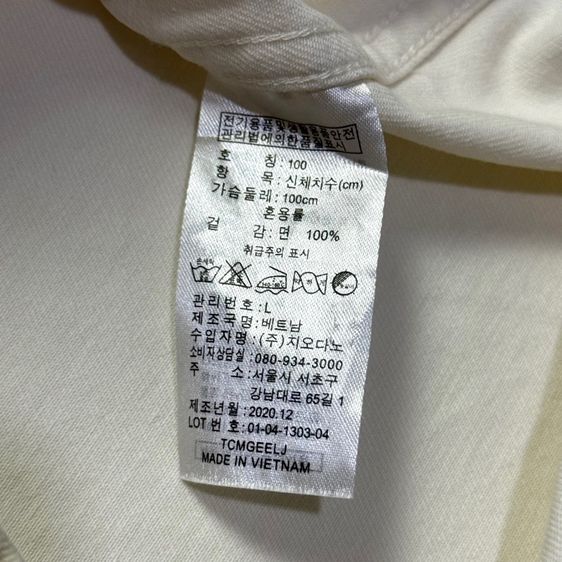 전기용품및생활용품안전
관리법에의한품질표시
호 칭 : 100
항 목 : 신체치수(cm)
가슴둘레 : 100cm
혼용률
겉 감 : 면 100%
취급주의 표시
손세탁
관리번호 : L
제조국명 : 베트남
수입자명 : (주) 지오다노
소비자상담실 : 080-934-3000
주 소 : 서울시 서초구
강남대로 65길 1
제조년월 : 2020.12
LOT 번호 : 01-04-1303-04
TCMGEELJ
MADE IN VIETNAM